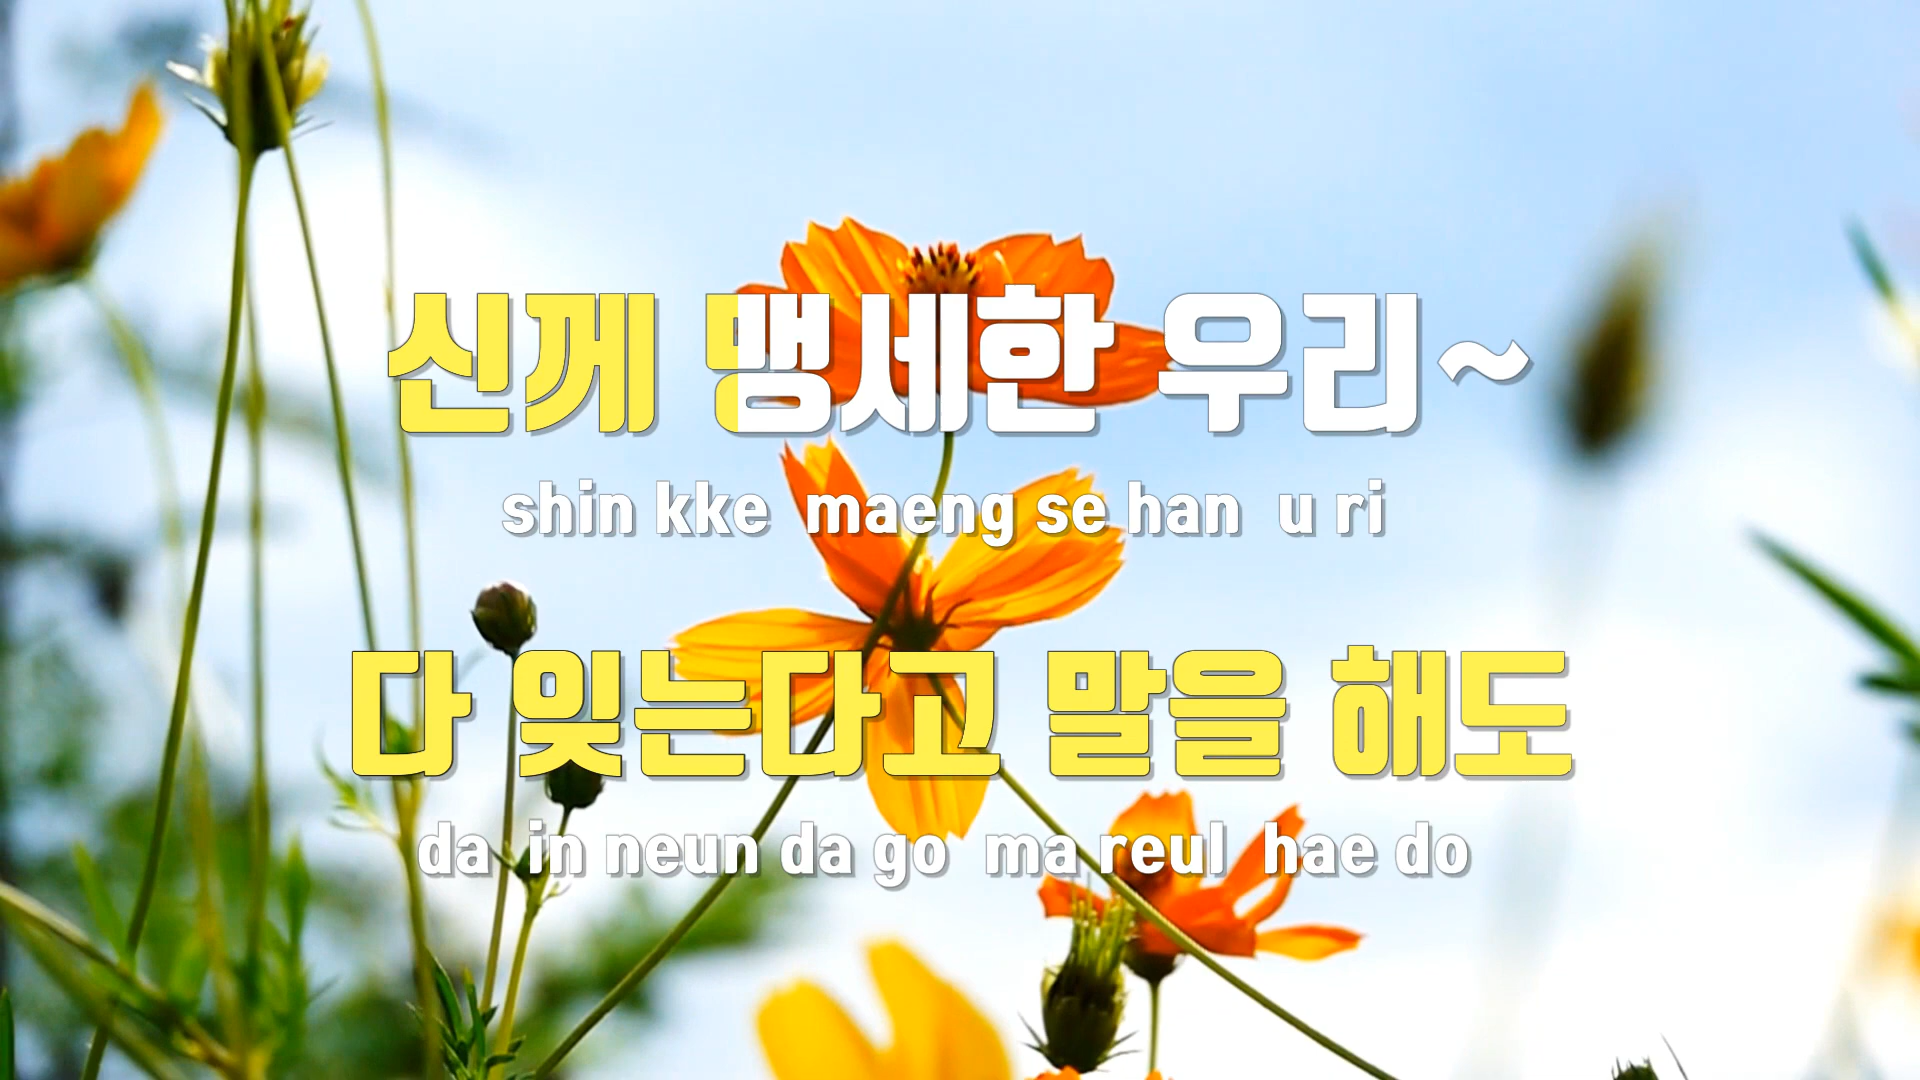 신께 맹세한 우리~
shin kke maeng se han u ri
다 잊는다고 말을 해도
da in neun da go ma reul hae do